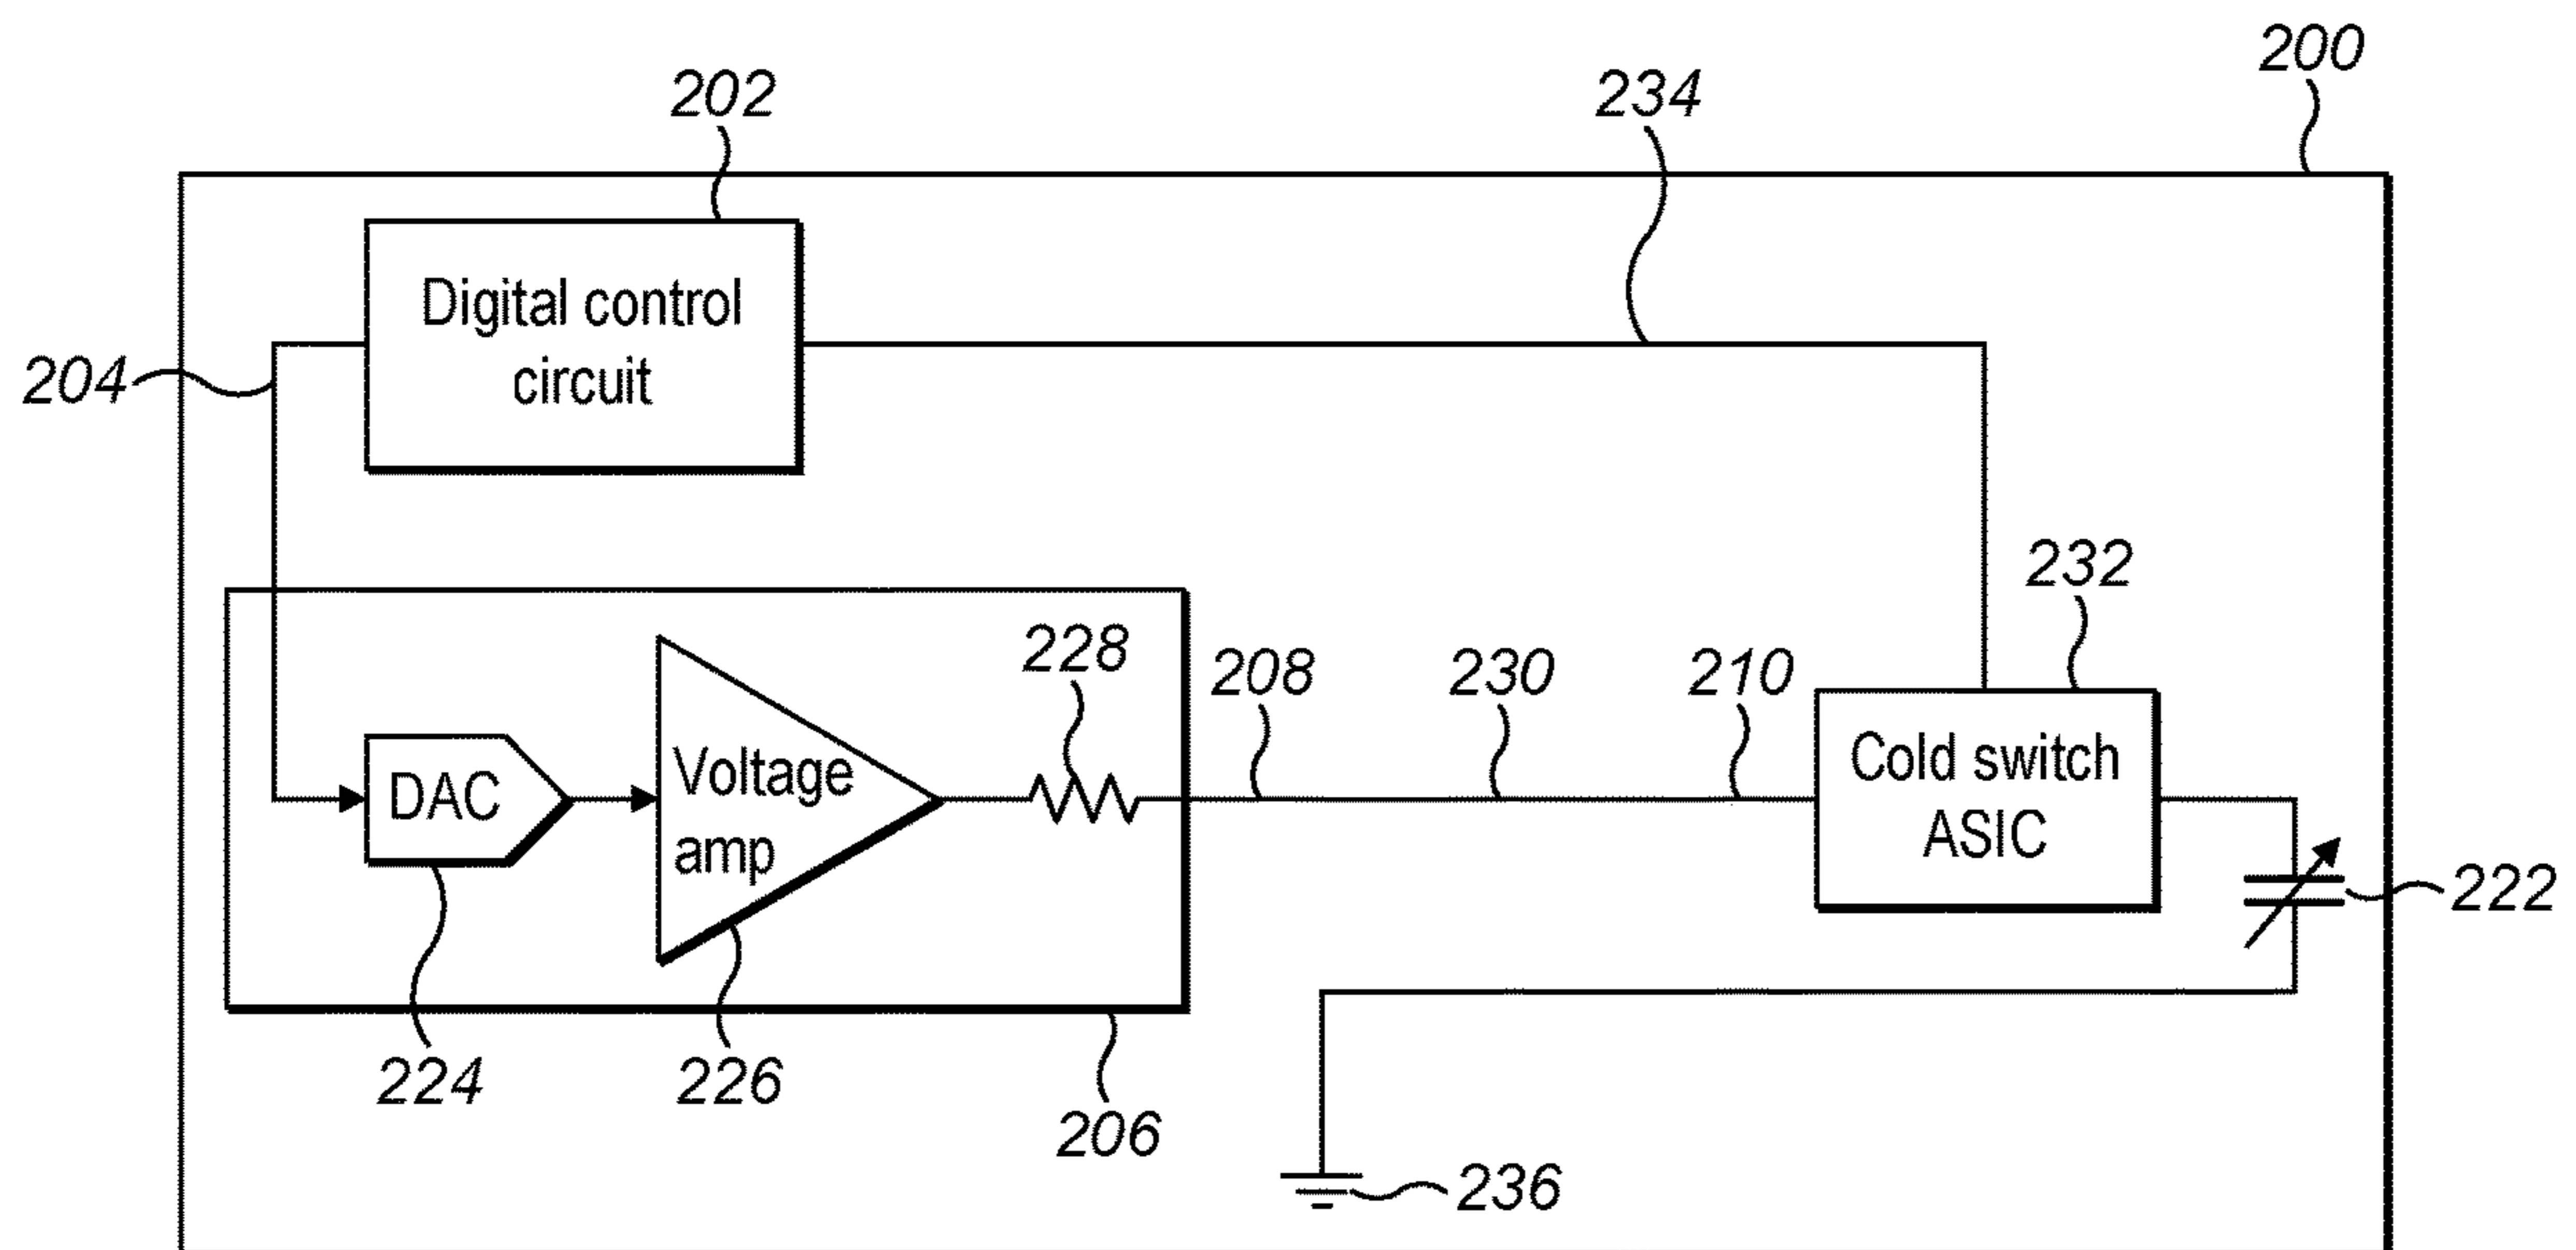 200
202
234
Digital control
circuit
204
232
228
208
230
210
Voltage
amp
DAC
Cold switch
ASIC
222
224
226
206
236